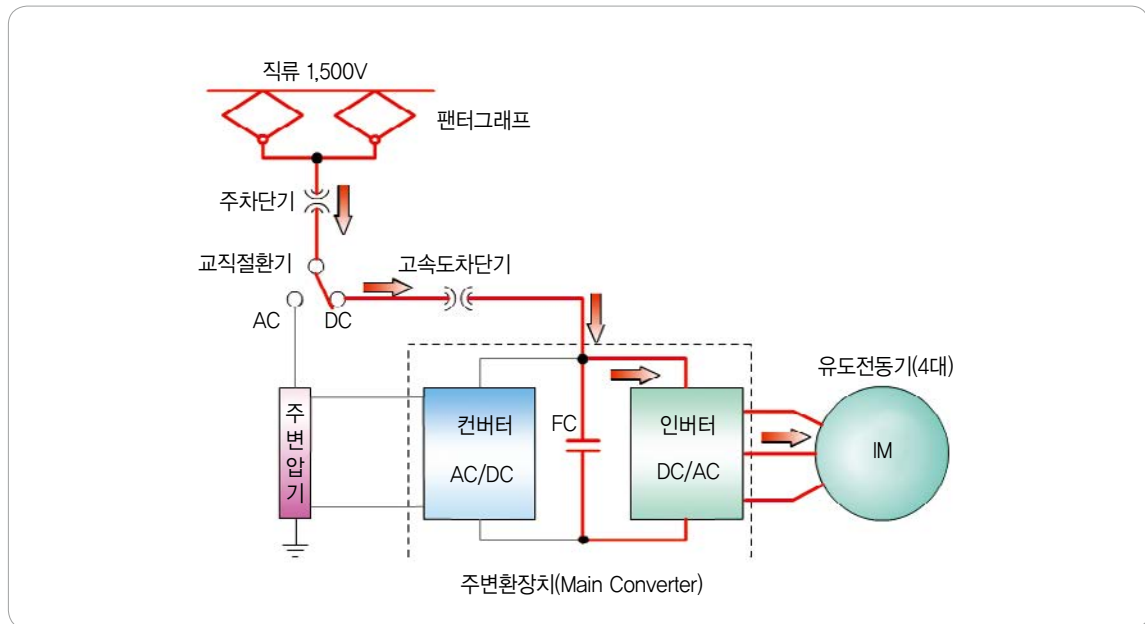 직류 1,500V
팬터그래프
주차단기
교직절환기
고속도차단기
AC
DC
유도전동기(4대)
주변압기
컨버터
AC/DC
FC
인버터
DC/AC
IM
주변환장치(Main Converter)